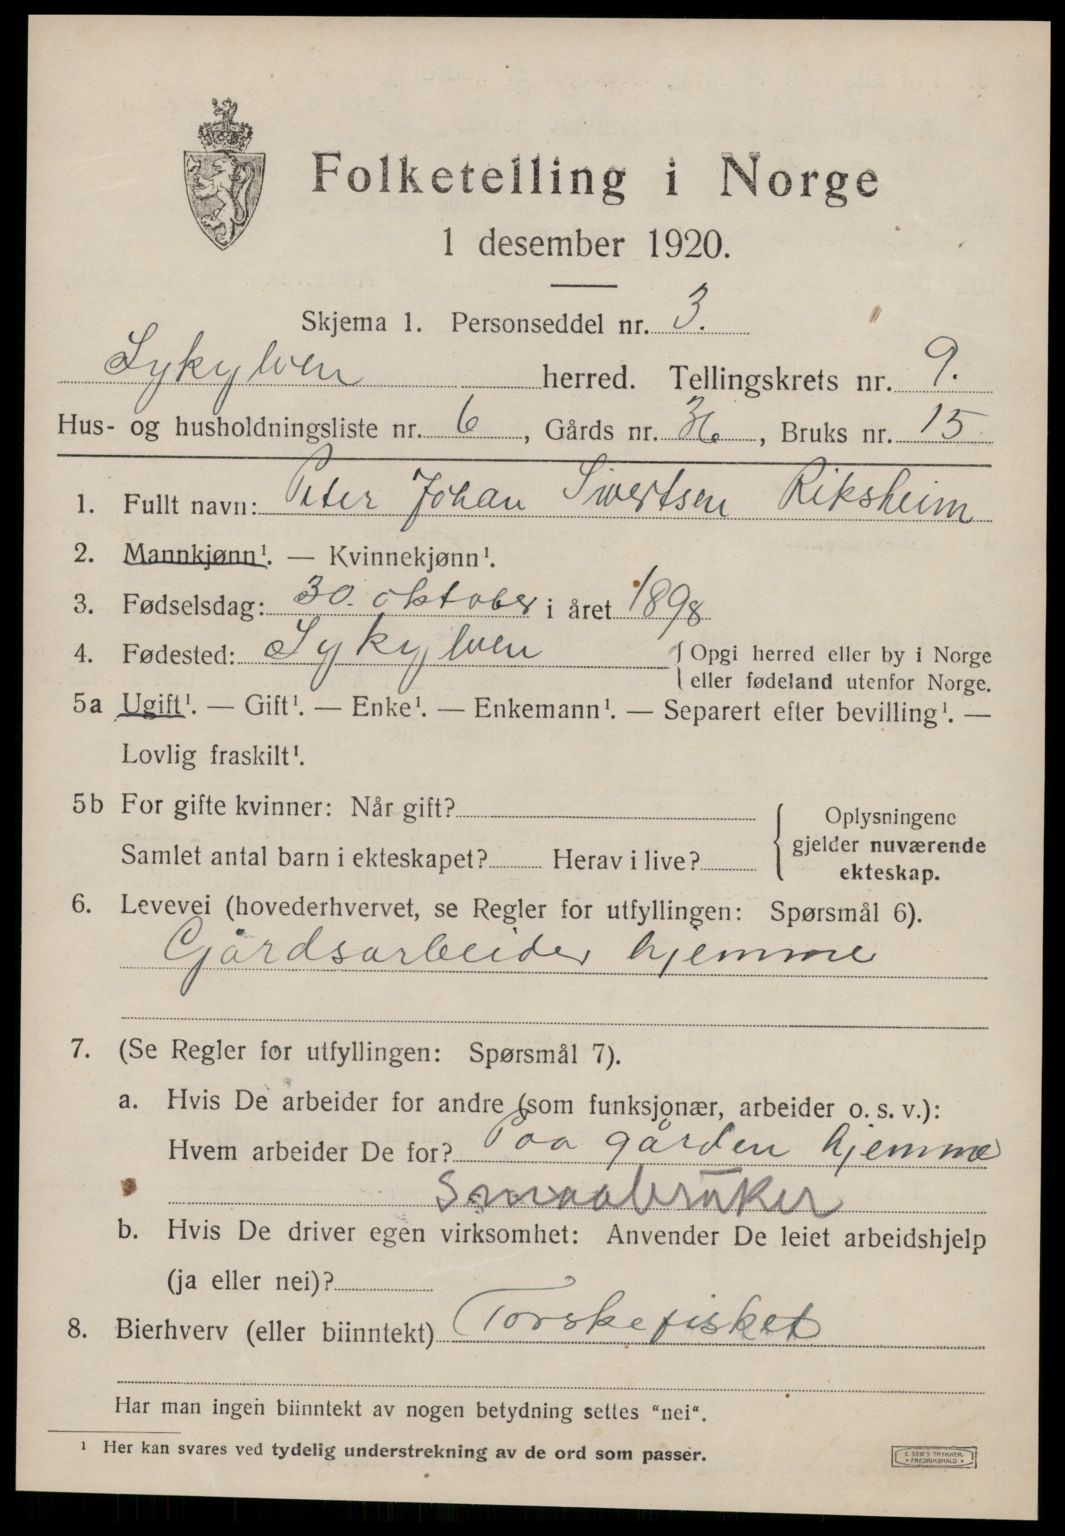 Folketelling i Norge
1 desember 1920.
Skjema 1. Personseddel nr. 3.
Sykylven herred. Tellingskrets nr. 9.
Hus- og husholdningsliste nr. 6, Gårds nr. 36, Bruks nr. 15
1. Fullt navn: Peter Johan Sivertsen Riksheim
2. Mannkjønn¹. — Kvinnekjønn¹.
3. Fødselsdag: 30. oktober i året 1898
4. Fødested: Sykylven { Opgi herred eller by i Norge
eller fødeland utenfor Norge.
5a Ugift¹. — Gift¹. — Enke¹. — Enkemann¹. — Separert efter bevilling¹. —
Lovlig fraskilt¹.
5b For gifte kvinner: Når gift?
Samlet antal barn i ekteskapet? Herav i live?
{ Oplysningene
gjelder nuværende
ekteskap.
6. Levevei (hovederhvervet, se Regler for utfyllingen: Spørsmål 6).
Gårdsarbeider hjemme
7. (Se Regler for utfyllingen: Spørsmål 7).
a. Hvis De arbeider for andre (som funksjonær, arbeider o. s. v.):
Hvem arbeider De for? Paa gården hjemme
Smaabruker
b. Hvis De driver egen virksomhet: Anvender De leiet arbeidshjelp
(ja eller nei)?
8. Bierhverv (eller biinntekt) Torskefisket
Har man ingen biinntekt av nogen betydning settes "nei".
¹ Her kan svares ved tydelig understrekning av de ord som passer.
E. SEM'S TRYKKERI
• FREDRIKSHALD •